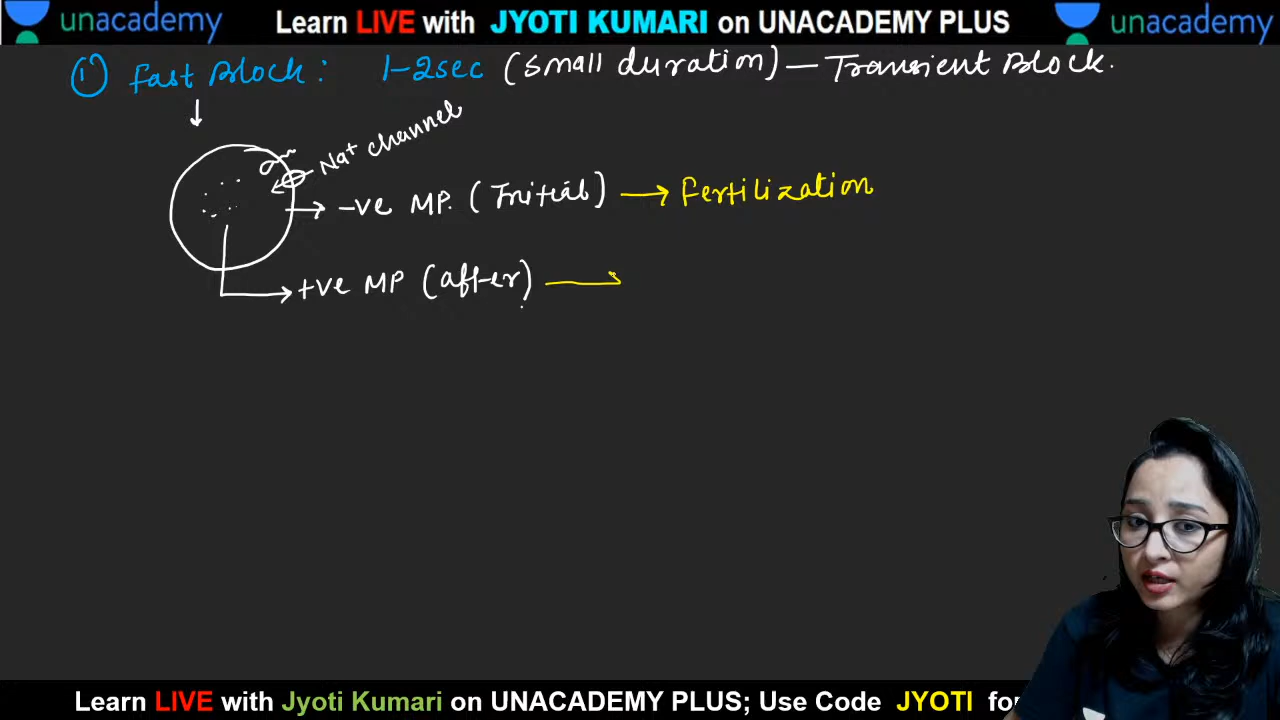 unacademy Learn LIVE with JYOTI KUMARI on UNACADEMY PLUS unacademy
① Fast Block: 1-2sec (small duration) — Transient Block.
↓
Na+ channel
→ -ve MP. (Initial) → Fertilization
→ +ve MP (after) →
Learn LIVE with Jyoti Kumari on UNACADEMY PLUS; Use Code JYOTI for